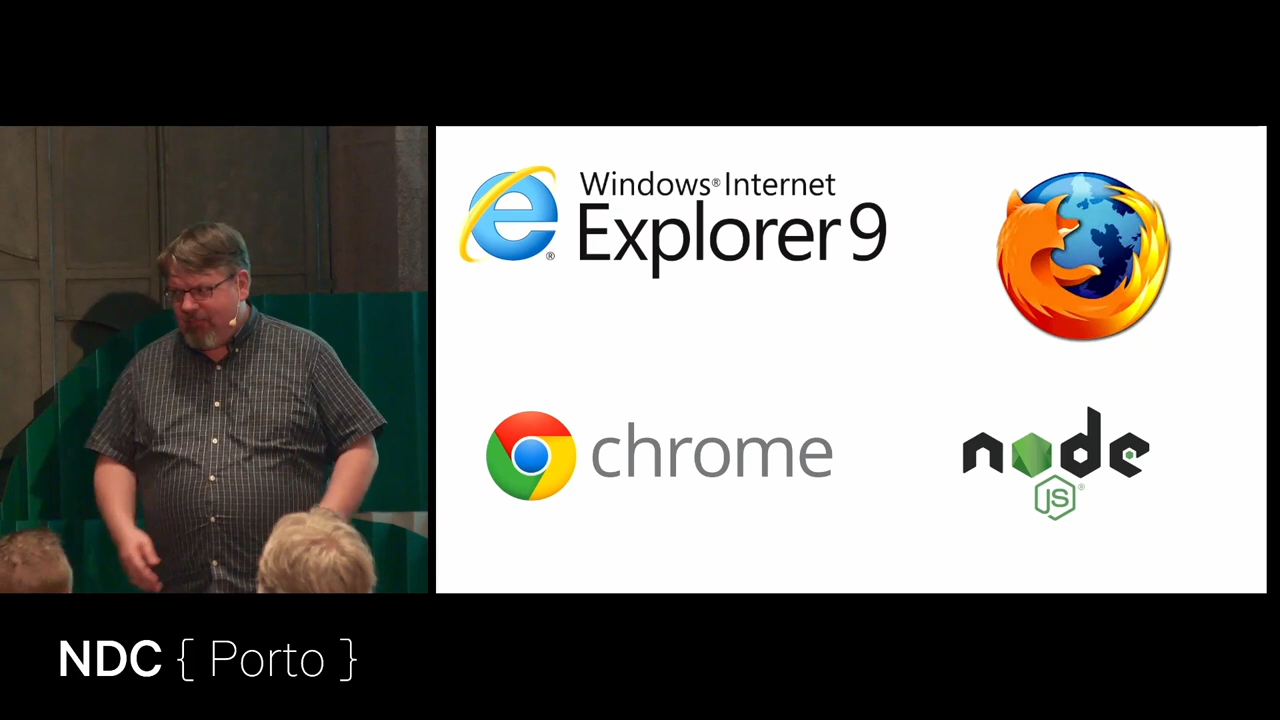 Windows® Internet
Explorer 9
®
chrome
node
JS®
NDC { Porto }